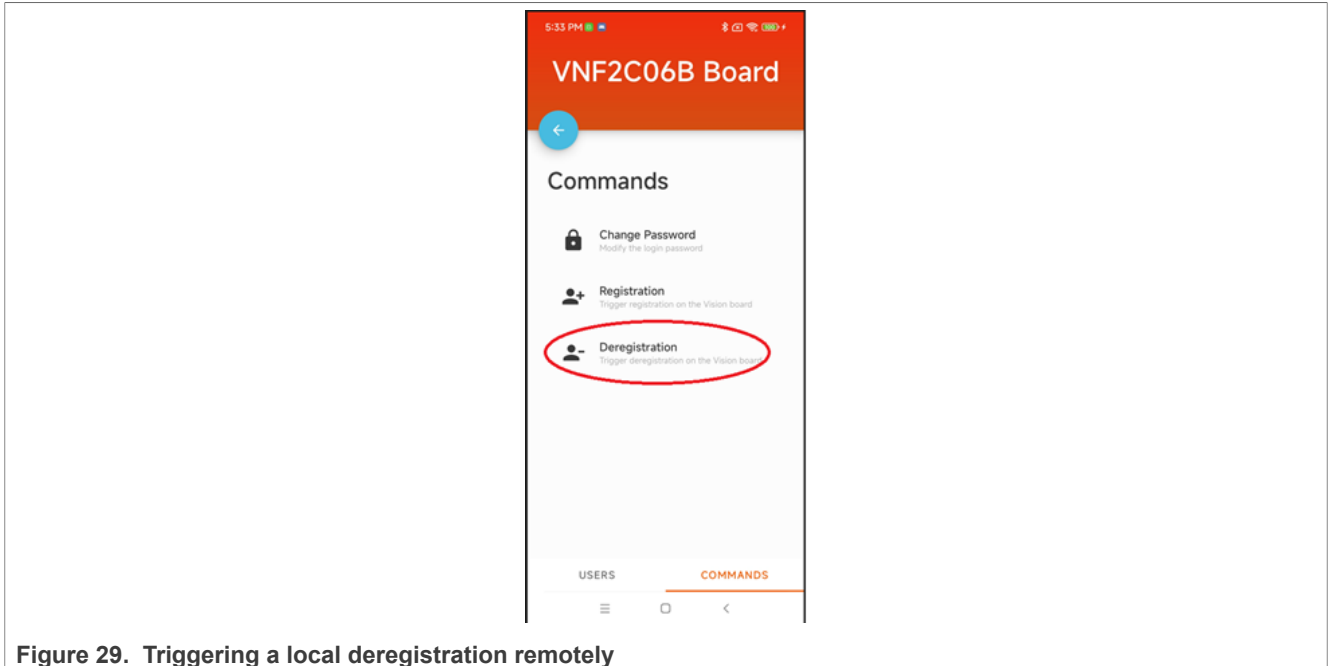 5:33 PM
100
VNF2C06B Board
Commands
Change Password
Modify the login password
Registration
Trigger registration on the Vision board
Deregistration
Trigger deregistration on the Vision board
USERS COMMANDS
Figure 29. Triggering a local deregistration remotely